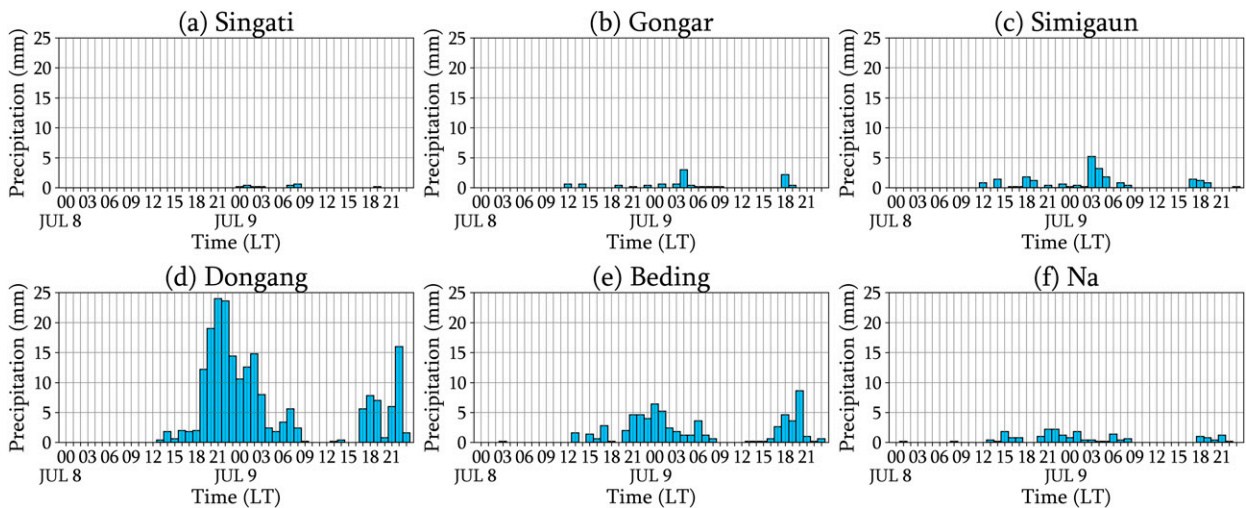 (a) Singati
(b) Gongar
(c) Simigaun
Precipitation (mm)
25
20
15
10
5
0
00 03 06 09 12 15 18 21 00 03 06 09 12 15 18 21
JUL 8 JUL 9
Time (LT)
Precipitation (mm)
25
20
15
10
5
0
00 03 06 09 12 15 18 21 00 03 06 09 12 15 18 21
JUL 8 JUL 9
Time (LT)
Precipitation (mm)
25
20
15
10
5
0
00 03 06 09 12 15 18 21 00 03 06 09 12 15 18 21
JUL 8 JUL 9
Time (LT)
(d) Dongang
(e) Beding
(f) Na
Precipitation (mm)
25
20
15
10
5
0
00 03 06 09 12 15 18 21 00 03 06 09 12 15 18 21
JUL 8 JUL 9
Time (LT)
Precipitation (mm)
25
20
15
10
5
0
00 03 06 09 12 15 18 21 00 03 06 09 12 15 18 21
JUL 8 JUL 9
Time (LT)
Precipitation (mm)
25
20
15
10
5
0
00 03 06 09 12 15 18 21 00 03 06 09 12 15 18 21
JUL 8 JUL 9
Time (LT)